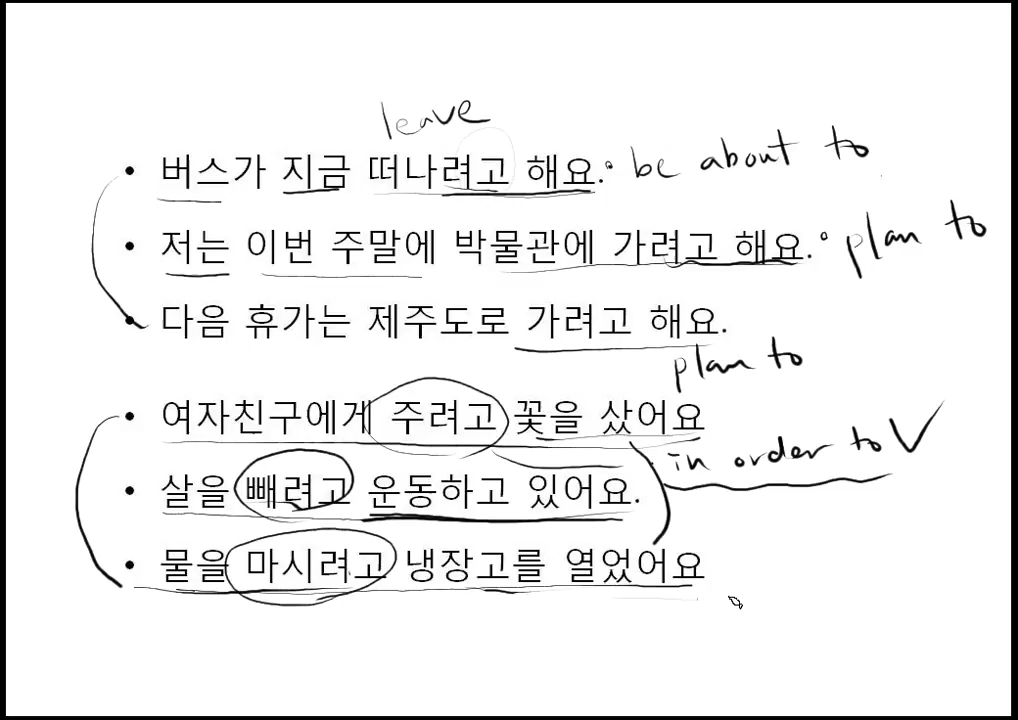 leave
• 버스가 지금 떠나려고 해요. be about to
• 저는 이번 주말에 박물관에 가려고 해요. plan to
• 다음 휴가는 제주도로 가려고 해요.
plan to
• 여자친구에게 주려고 꽃을 샀어요
in order to V
• 살을 빼려고 운동하고 있어요.
• 물을 마시려고 냉장고를 열었어요